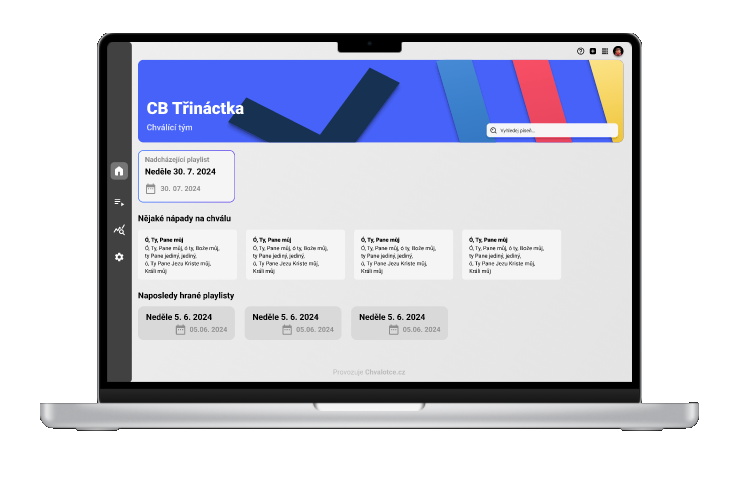 CB Třináctka
Chválící tým
Vyhledej píseň...
Nadcházející playlist
Neděle 30. 7. 2024
30. 07. 2024
Nějaké nápady na chválu
Ó, Ty, Pane můj
Ó, Ty, Pane můj, ó ty, Bože můj,
ty Pane jediný, jediný,
ó, Ty Pane Jezu Kriste můj,
Králi můj
Ó, Ty, Pane můj
Ó, Ty, Pane můj, ó ty, Bože můj,
ty Pane jediný, jediný,
ó, Ty Pane Jezu Kriste můj,
Králi můj
Ó, Ty, Pane můj
Ó, Ty, Pane můj, ó ty, Bože můj,
ty Pane jediný, jediný,
ó, Ty Pane Jezu Kriste můj,
Králi můj
Ó, Ty, Pane můj
Ó, Ty, Pane můj, ó ty, Bože můj,
ty Pane jediný, jediný,
ó, Ty Pane Jezu Kriste můj,
Králi můj
Naposledy hrané playlisty
Neděle 5. 6. 2024
05.06. 2024
Neděle 5. 6. 2024
05.06. 2024
Neděle 5. 6. 2024
05.06. 2024
Provozuje Chvalotce.cz